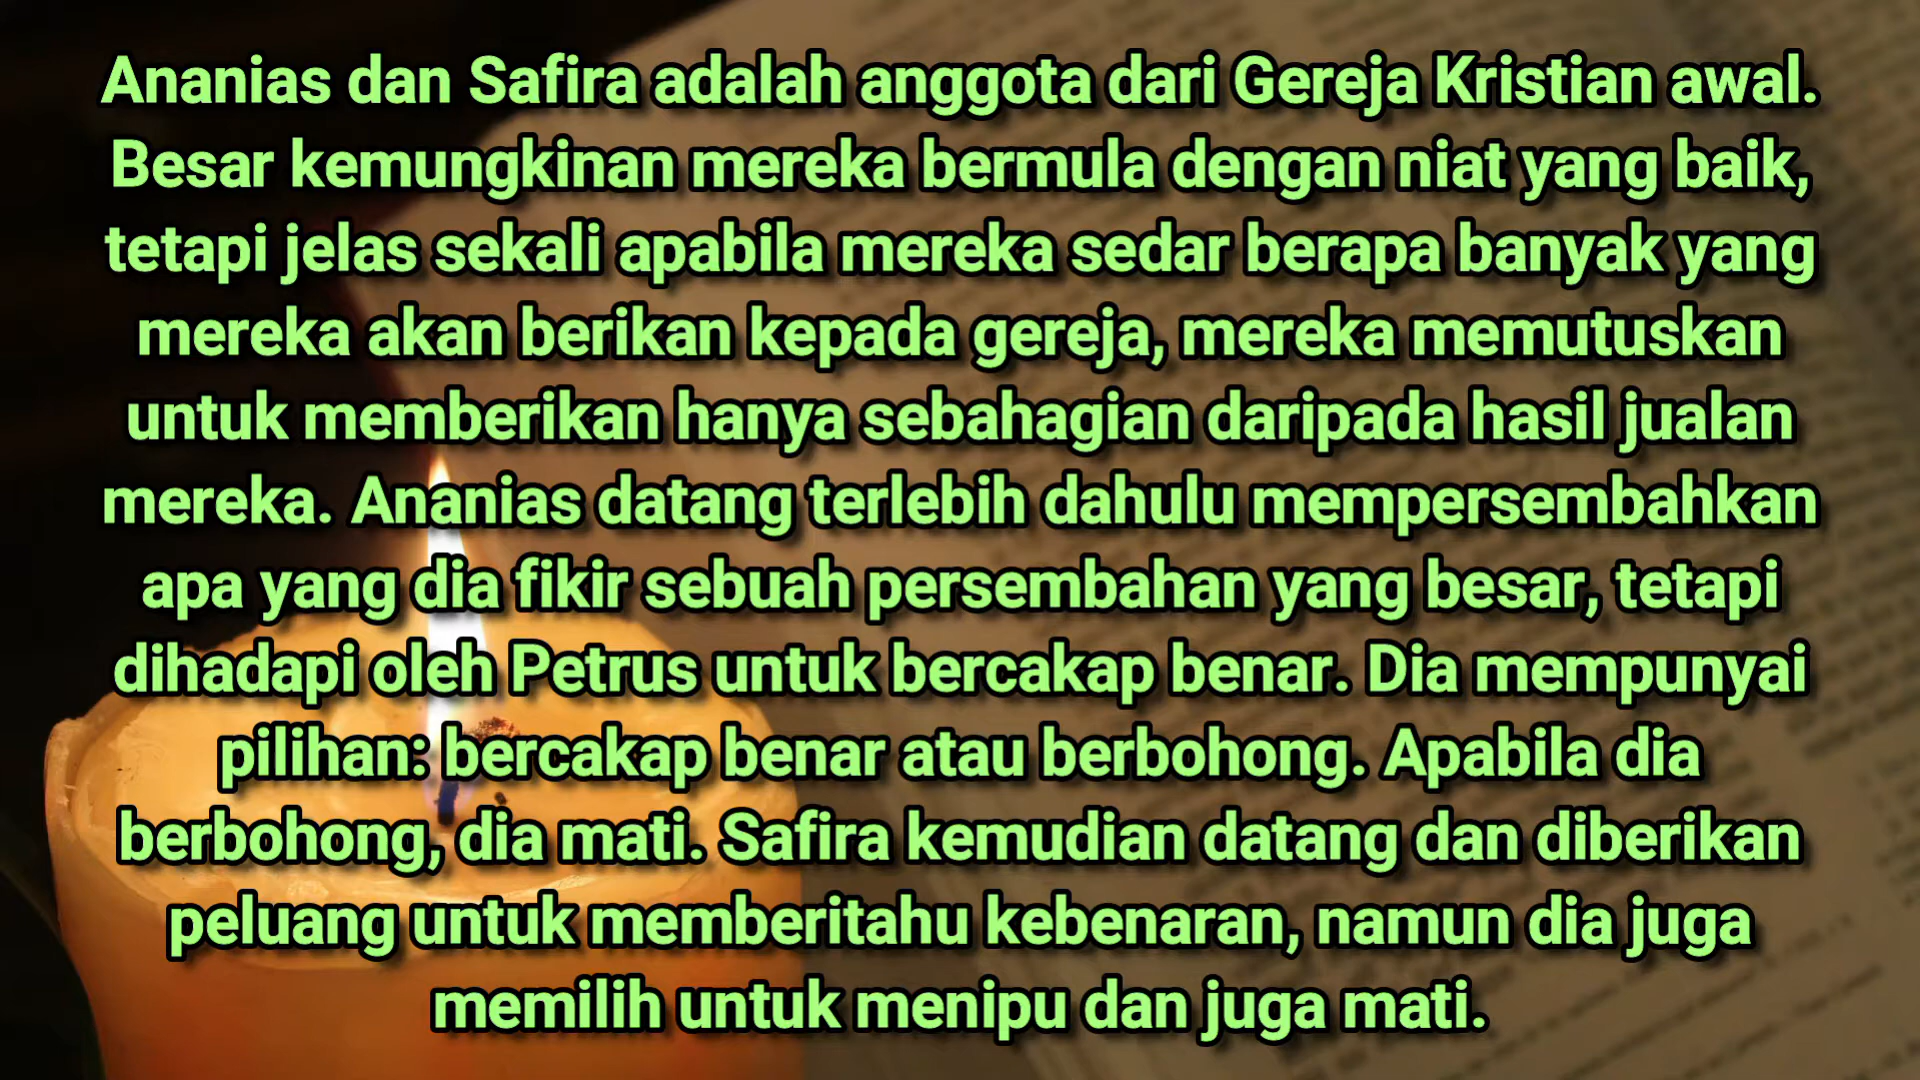 Ananias dan Safira adalah anggota dari Gereja Kristian awal.
Besar kemungkinan mereka bermula dengan niat yang baik,
tetapi jelas sekali apabila mereka sedar berapa banyak yang
mereka akan berikan kepada gereja, mereka memutuskan
untuk memberikan hanya sebahagian daripada hasil jualan
mereka. Ananias datang terlebih dahulu mempersembahkan
apa yang dia fikir sebuah persembahan yang besar, tetapi
dihadapi oleh Petrus untuk bercakap benar. Dia mempunyai
pilihan: bercakap benar atau berbohong. Apabila dia
berbohong, dia mati. Safira kemudian datang dan diberikan
peluang untuk memberitahu kebenaran, namun dia juga
memilih untuk menipu dan juga mati.